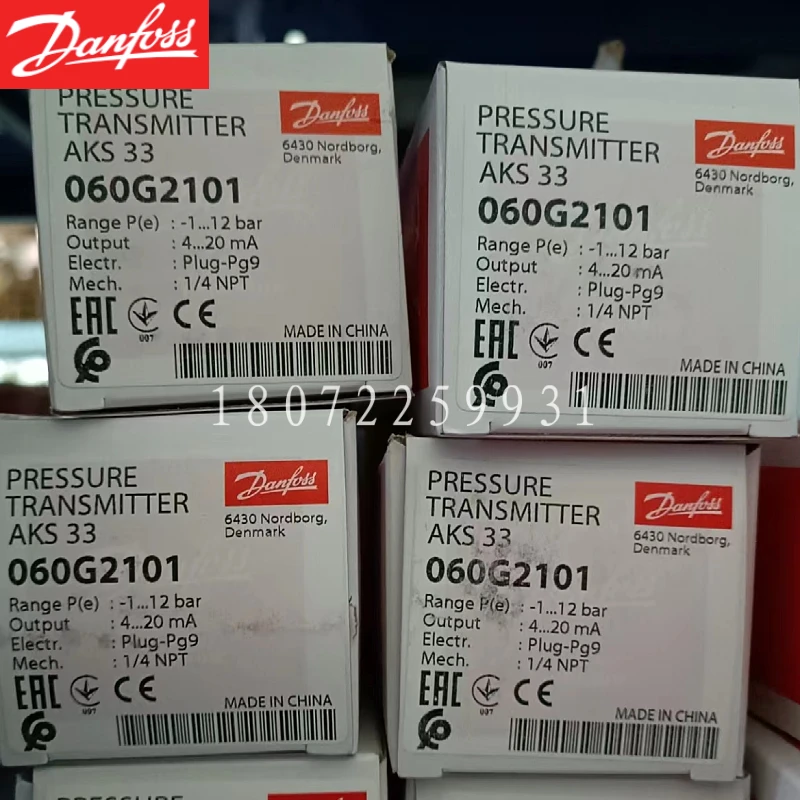 Danfoss
PRESSURE
TRANSMITTER
AKS 33
060G2101
Range P(e) : -1...12 bar
Output : 4...20 mA
Electr. : Plug-Pg9
Mech. : 1/4 NPT
Danfoss
6430 Nordborg,
Denmark
EAC
007
CE
MADE IN CHINA
PRESSURE
TRANSMITTER
AKS 33
060G2101
Range P(e) : -1...12 bar
Output : 4...20 mA
Electr. : Plug-Pg9
Mech. : 1/4 NPT
Danfoss
6430 Nordborg,
Denmark
EAC
007
CE
MADE IN CHINA
18072259931
PRESSURE
TRANSMITTER
AKS 33
060G2101
Range P(e) : -1...12 bar
Output : 4...20 mA
Electr. : Plug-Pg9
Mech. : 1/4 NPT
Danfoss
6430 Nordborg,
Denmark
EAC
007
CE
MADE IN CHINA
PRESSURE
TRANSMITTER
AKS 33
060G2101
Range P(e) : -1...12 bar
Output : 4...20 mA
Electr. : Plug-Pg9
Mech. : 1/4 NPT
Danfoss
6430 Nordborg,
Denmark
EAC
007
CE
MADE IN CHINA
PRESSURE